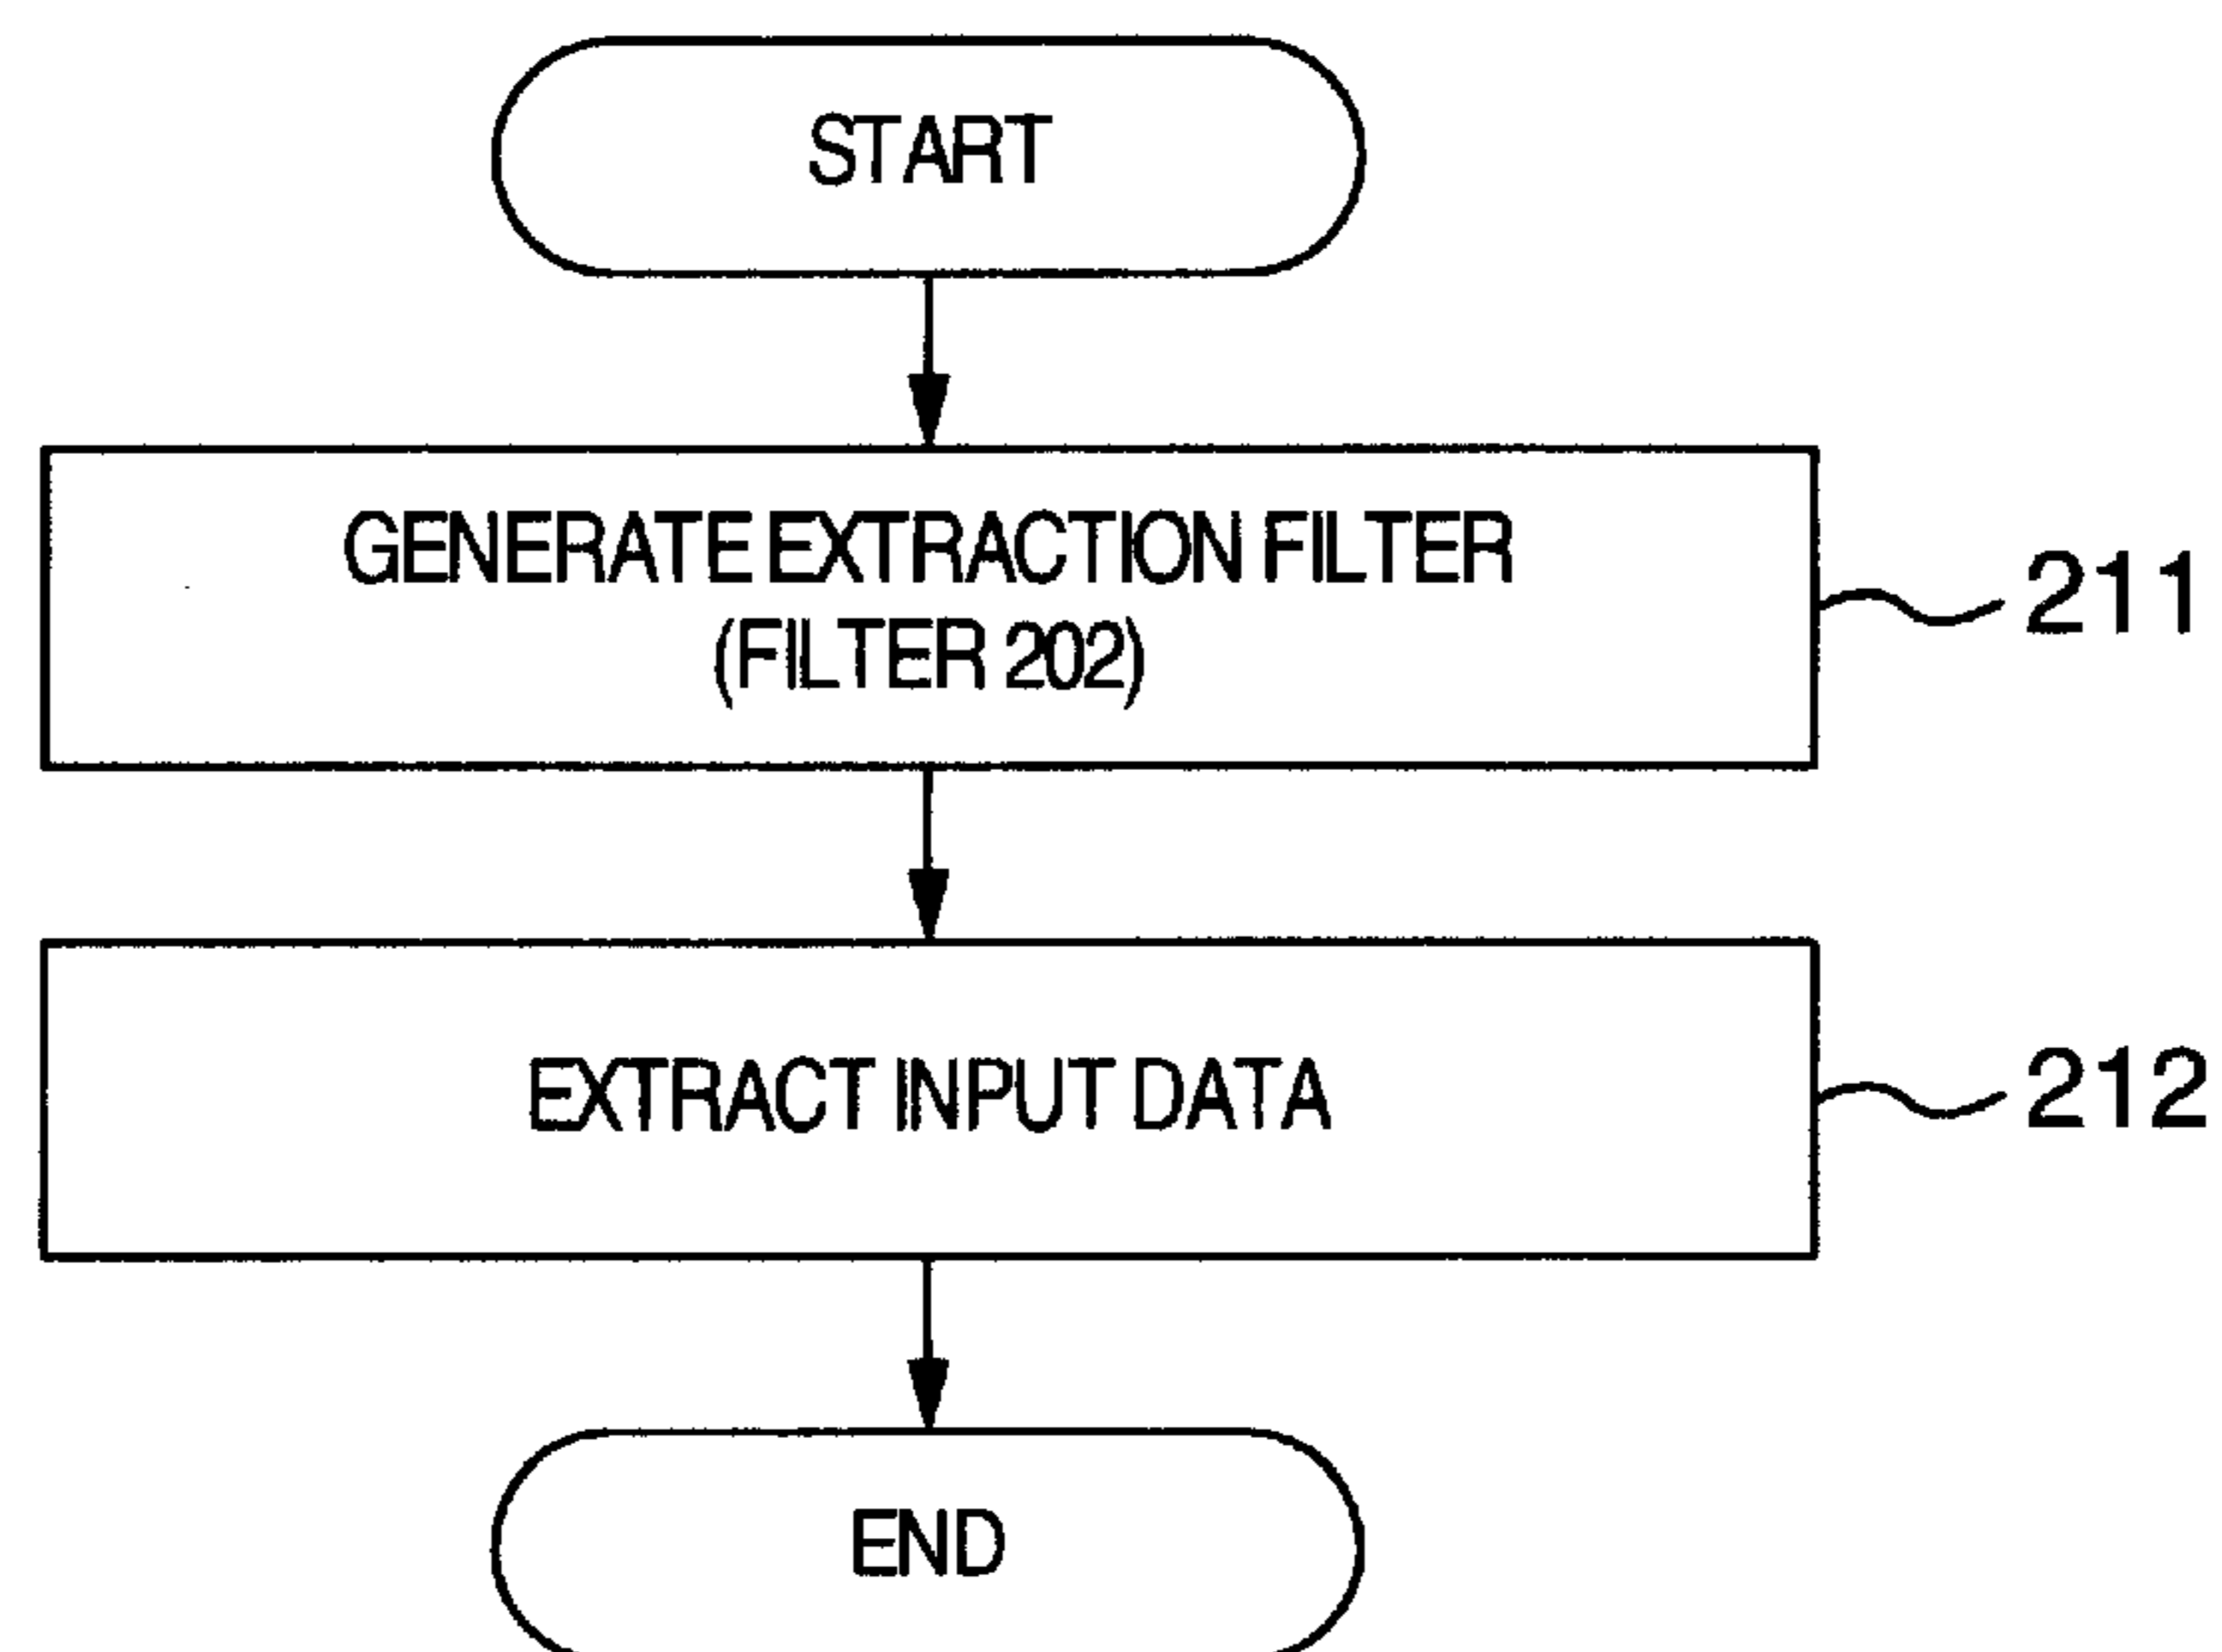 START
GENERATE EXTRACTION FILTER
(FILTER 202)
211
EXTRACT INPUT DATA
212
END